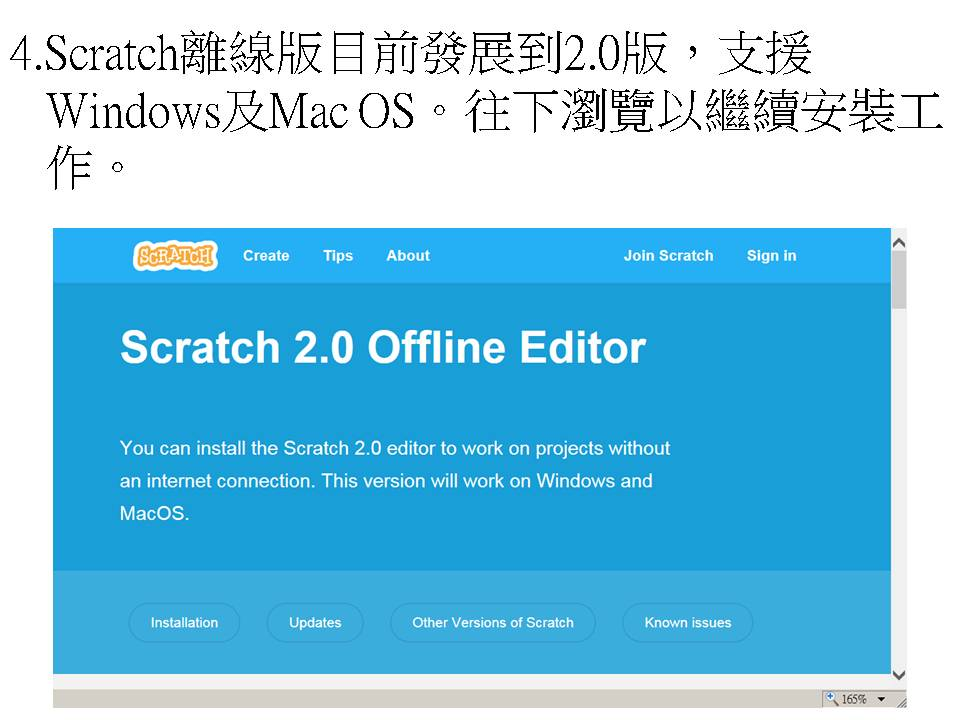 4.Scratch離線版目前發展到2.0版，支援
Windows及Mac OS。往下瀏覽以繼續安裝工
作。
SCRATCH Create Tips About Join Scratch Sign in
Scratch 2.0 Offline Editor
You can install the Scratch 2.0 editor to work on projects without
an internet connection. This version will work on Windows and
MacOS.
Installation Updates Other Versions of Scratch Known issues
165%